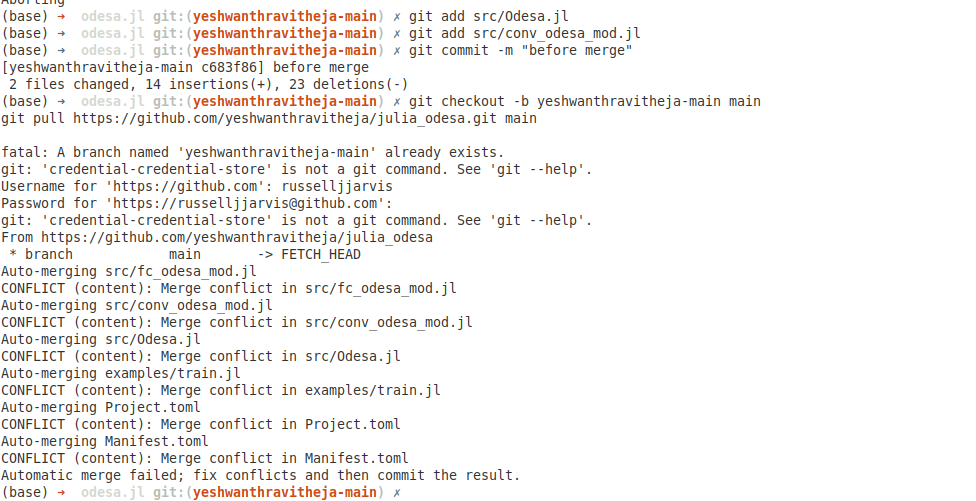 Aborting
(base) ➜  odesa.jl git:(yeshwanthravitheja-main) ✗ git add src/Odesa.jl
(base) ➜  odesa.jl git:(yeshwanthravitheja-main) ✗ git add src/conv_odesa_mod.jl
(base) ➜  odesa.jl git:(yeshwanthravitheja-main) ✗ git commit -m "before merge"
[yeshwanthravitheja-main c683f86] before merge
 2 files changed, 14 insertions(+), 23 deletions(-)
(base) ➜  odesa.jl git:(yeshwanthravitheja-main) ✗ git checkout -b yeshwanthravitheja-main main
git pull https://github.com/yeshwanthravitheja/julia_odesa.git main
fatal: A branch named 'yeshwanthravitheja-main' already exists.
git: 'credential-credential-store' is not a git command. See 'git --help'.
Username for 'https://github.com': russelljjarvis
Password for 'https://russelljjarvis@github.com':
git: 'credential-credential-store' is not a git command. See 'git --help'.
From https://github.com/yeshwanthravitheja/julia_odesa
 * branch            main       -> FETCH_HEAD
Auto-merging src/fc_odesa_mod.jl
CONFLICT (content): Merge conflict in src/fc_odesa_mod.jl
Auto-merging src/conv_odesa_mod.jl
CONFLICT (content): Merge conflict in src/conv_odesa_mod.jl
Auto-merging src/Odesa.jl
CONFLICT (content): Merge conflict in src/Odesa.jl
Auto-merging examples/train.jl
CONFLICT (content): Merge conflict in examples/train.jl
Auto-merging Project.toml
CONFLICT (content): Merge conflict in Project.toml
Auto-merging Manifest.toml
CONFLICT (content): Merge conflict in Manifest.toml
Automatic merge failed; fix conflicts and then commit the result.
(base) ➜  odesa.jl git:(yeshwanthravitheja-main) ✗